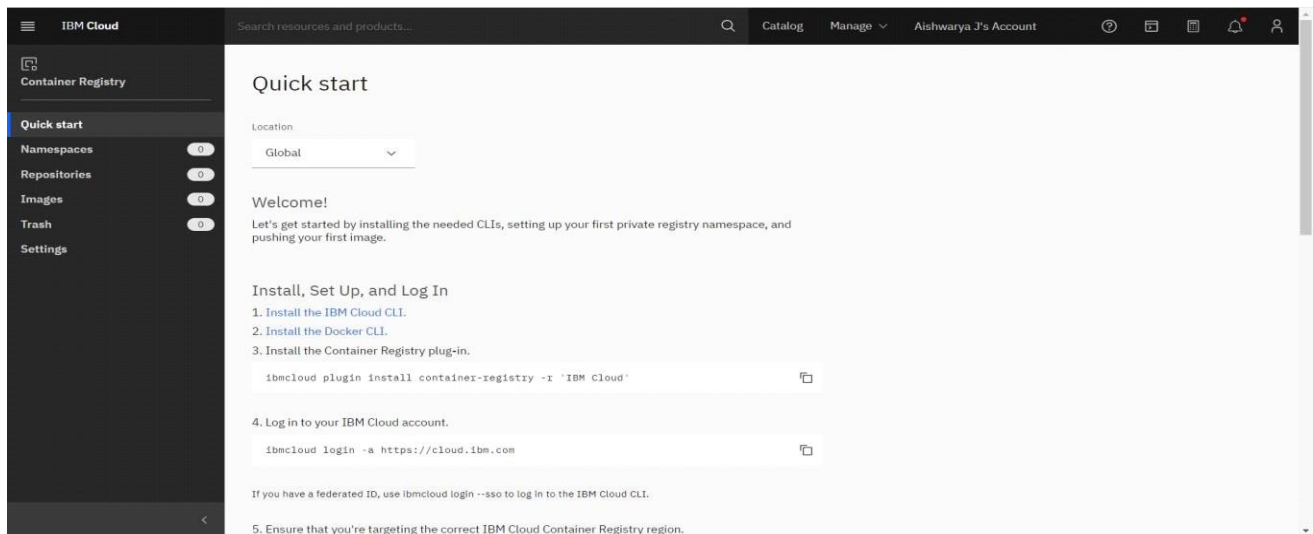 IBM Cloud
Search resources and products...
Catalog
Manage
Aishwarya J's Account
Container Registry
Quick start
Namespaces 0
Repositories 0
Images 0
Trash 0
Settings
Quick start
Location
Global
Welcome!
Let's get started by installing the needed CLIs, setting up your first private registry namespace, and
pushing your first image.
Install, Set Up, and Log In
1. Install the IBM Cloud CLI.
2. Install the Docker CLI.
3. Install the Container Registry plug-in.
ibmcloud plugin install container-registry -r 'IBM Cloud'
4. Log in to your IBM Cloud account.
ibmcloud login -a https://cloud.ibm.com
If you have a federated ID, use ibmcloud login --sso to log in to the IBM Cloud CLI.
5. Ensure that you're targeting the correct IBM Cloud Container Registry region.